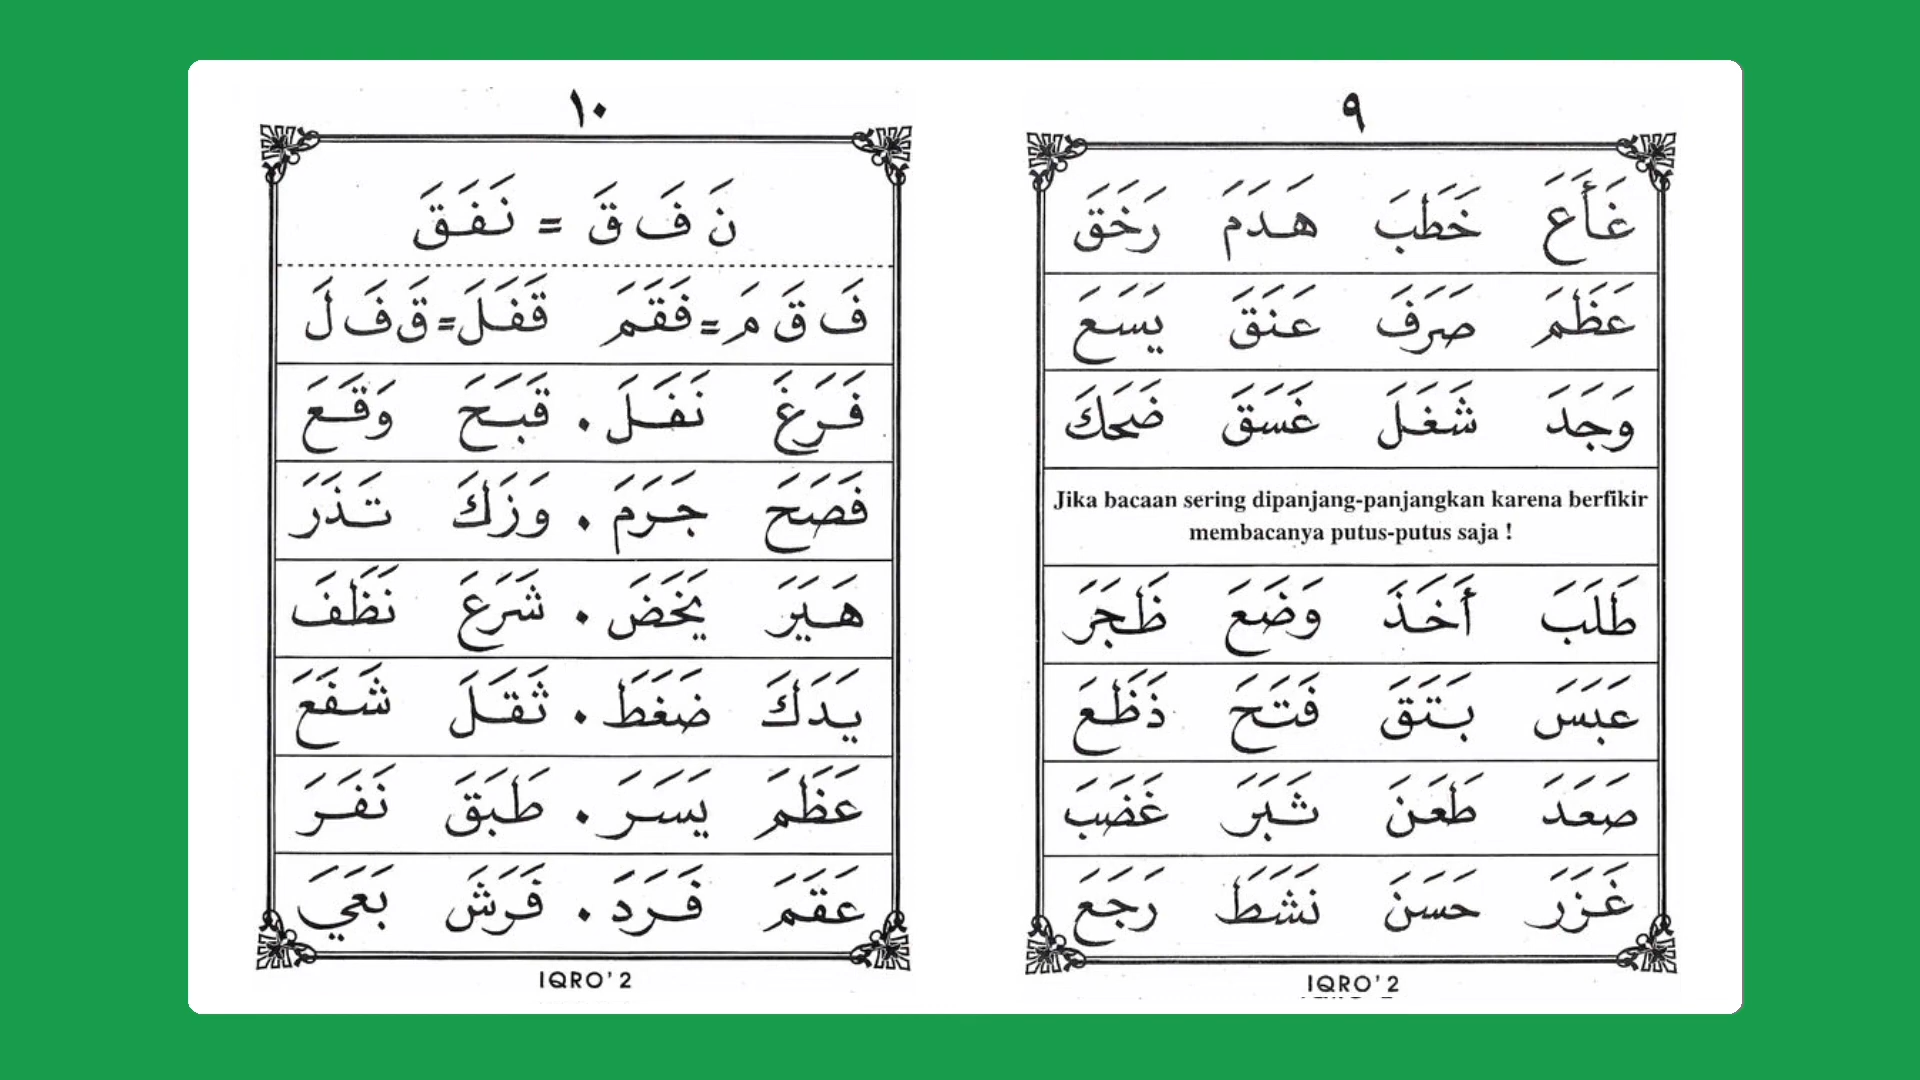 ٩
غَأَعَ خَطَبَ هَدَمَ رَخَقَ
عَظَمَ صَرَفَ عَنَقَ يَسَعَ
وَجَدَ شَغَلَ غَسَقَ ضَحَكَ
Jika bacaan sering dipanjang-panjangkan karena berfikir
membacanya putus-putus saja !
طَلَبَ أَخَذَ وَضَعَ ظَجَرَ
عَبَسَ بَتَقَ فَتَحَ ذَظَعَ
صَعَدَ طَعَنَ ثَبَرَ غَضَبَ
غَزَرَ حَسَنَ نَشَطَ رَجَعَ
IQRO' 2
١٠
نَ فَ قَ = نَفَقَ
فَ قَ مَ = فَقَمَ قَفَلَ = قَ فَ لَ
فَرَغَ نَفَلَ . قَبَحَ وَقَعَ
فَصَحَ جَرَمَ . وَزَكَ تَذَرَ
هَيَرَ يَخَضَ . شَرَعَ نَظَفَ
يَدَكَ ضَغَطَ . ثَقَلَ شَفَعَ
عَظَمَ يَسَرَ . طَبَقَ نَفَرَ
عَقَمَ فَرَدَ . فَرَشَ بَعَيَ
IQRO' 2